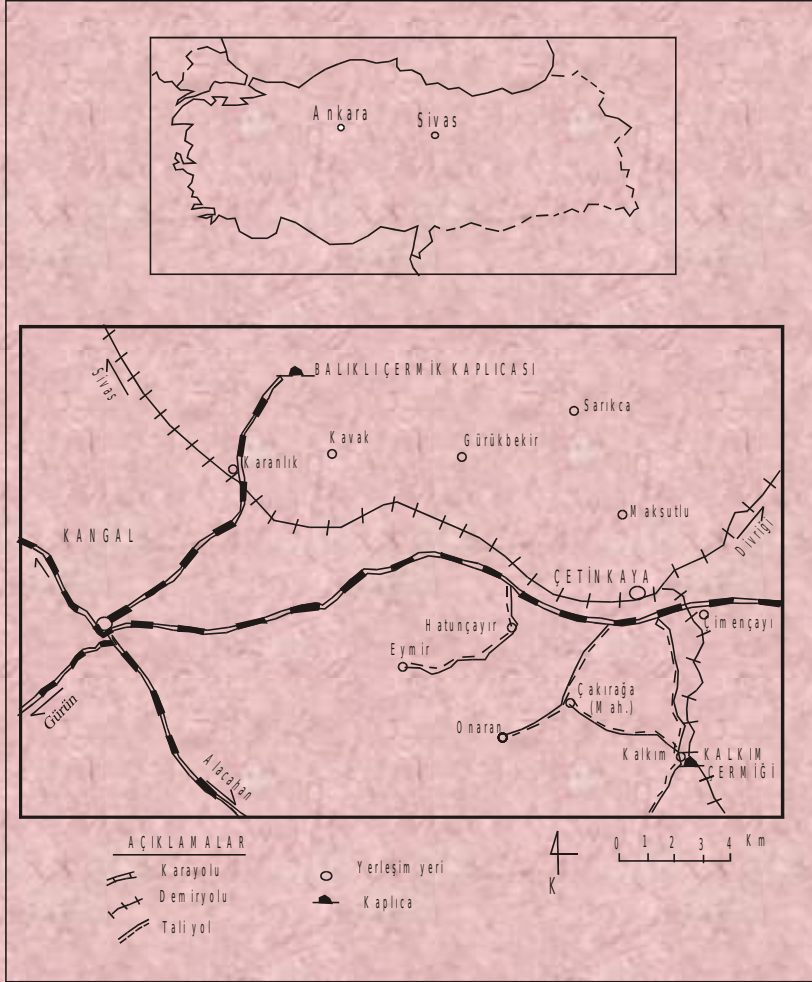 Ankara
Sivas
Sivas
BALIKLIÇERMİK KAPLICASI
Sarıkca
Kavak
Gürükbekir
Karanlık
Maksutlu
KANGAL
Divriği
ÇETİNKAYA
Hatunçayır
Çimençayı
Eymir
Çakırağa
(Mah.)
Gürün
Onaran
Kalkım
KALKIM
ÇERMİĞİ
Alacahan
AÇIKLAMALAR
Karayolu
Demiryolu
Taliyol
Yerleşim yeri
Kaplıca
K
0 1 2 3 4 Km